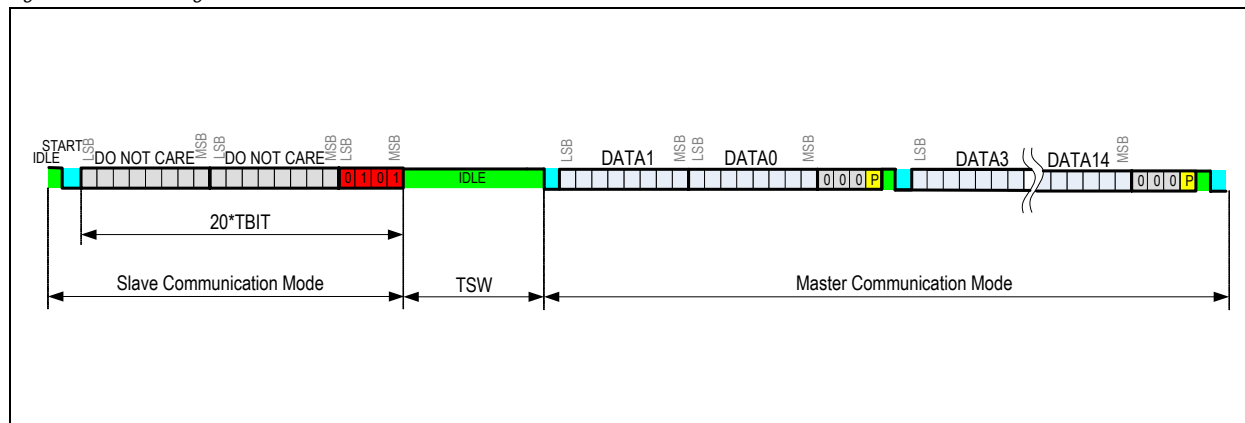 START
IDLE
LSB DO NOT CARE MSB LSB DO NOT CARE MSB LSB MSB
LSB DATA1 MSB LSB DATA0 MSB
LSB DATA3 DATA14 MSB
0 1 0 1 IDLE 0 0 0 P 0 0 0 P
20*TBIT
Slave Communication Mode TSW Master Communication Mode